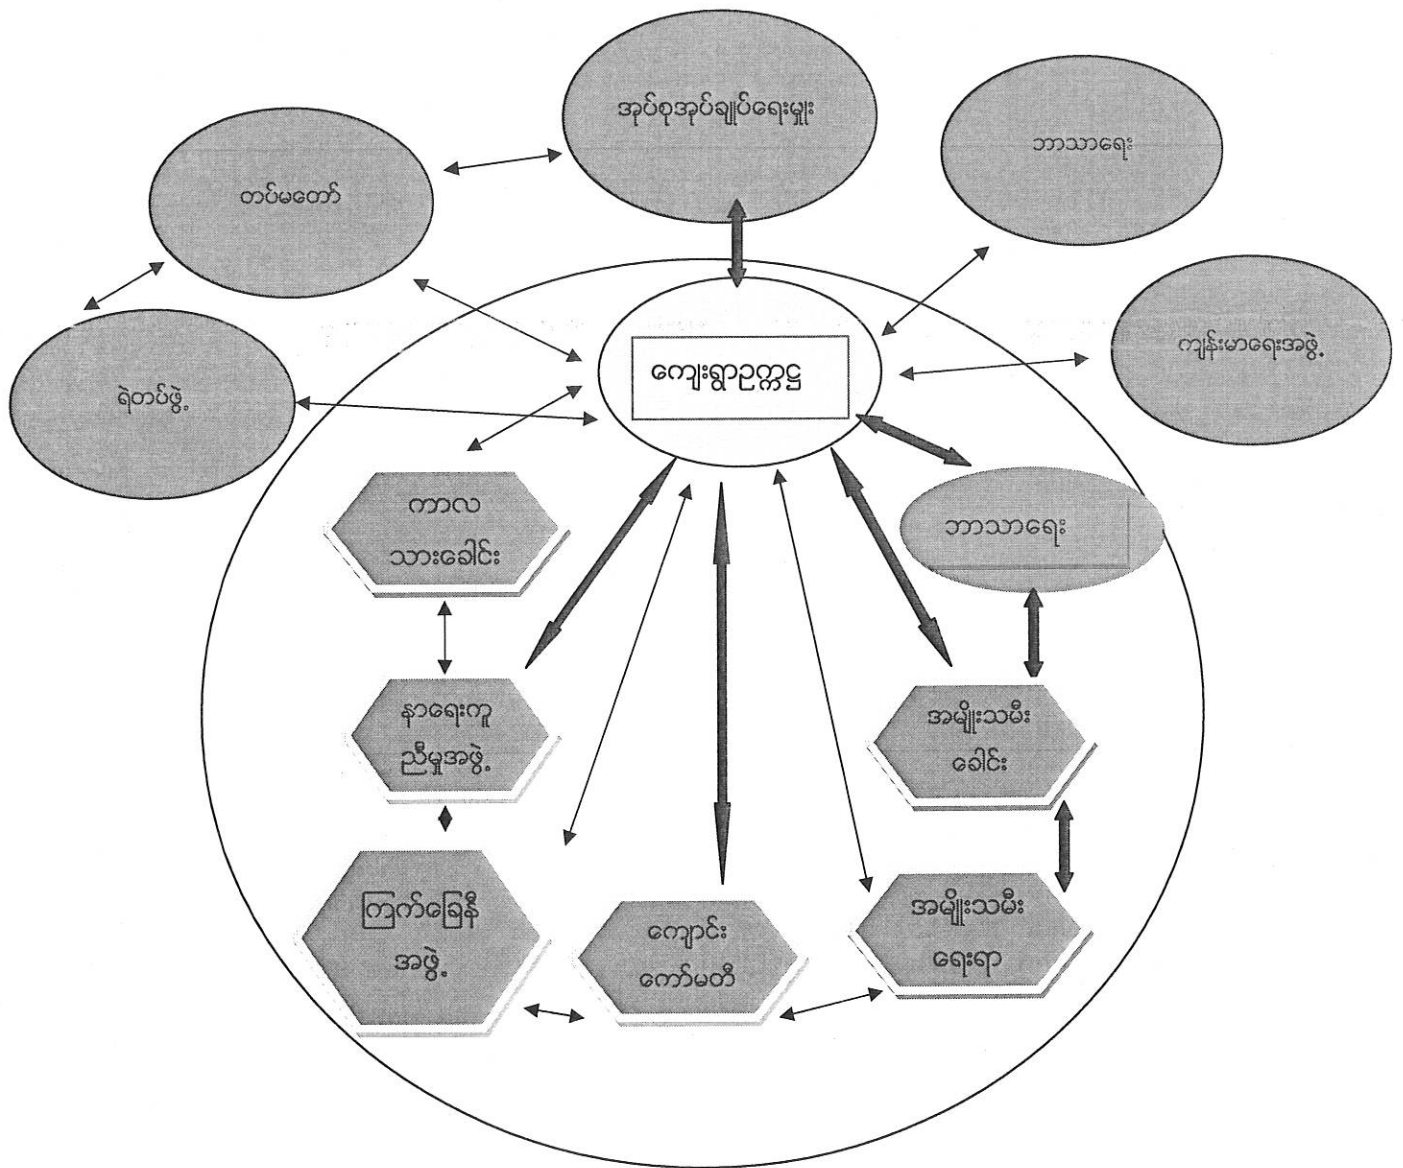 အုပ်စုအုပ်ချုပ်ရေးမှုး
ဘာသာရေး
တပ်မတော်
ကျန်းမာရေးအဖွဲ့
ကျေးရွာဥက္ကဋ္ဌ
ရဲတပ်ဖွဲ့
ကာလ
သားခေါင်း
ဘာသာရေး
နာရေးကူ
ညီမှုအဖွဲ့
အမျိုးသမီး
ခေါင်း
ကြက်ခြေနီ
အဖွဲ့
ကျောင်း
ကော်မတီ
အမျိုးသမီး
ရေးရာ